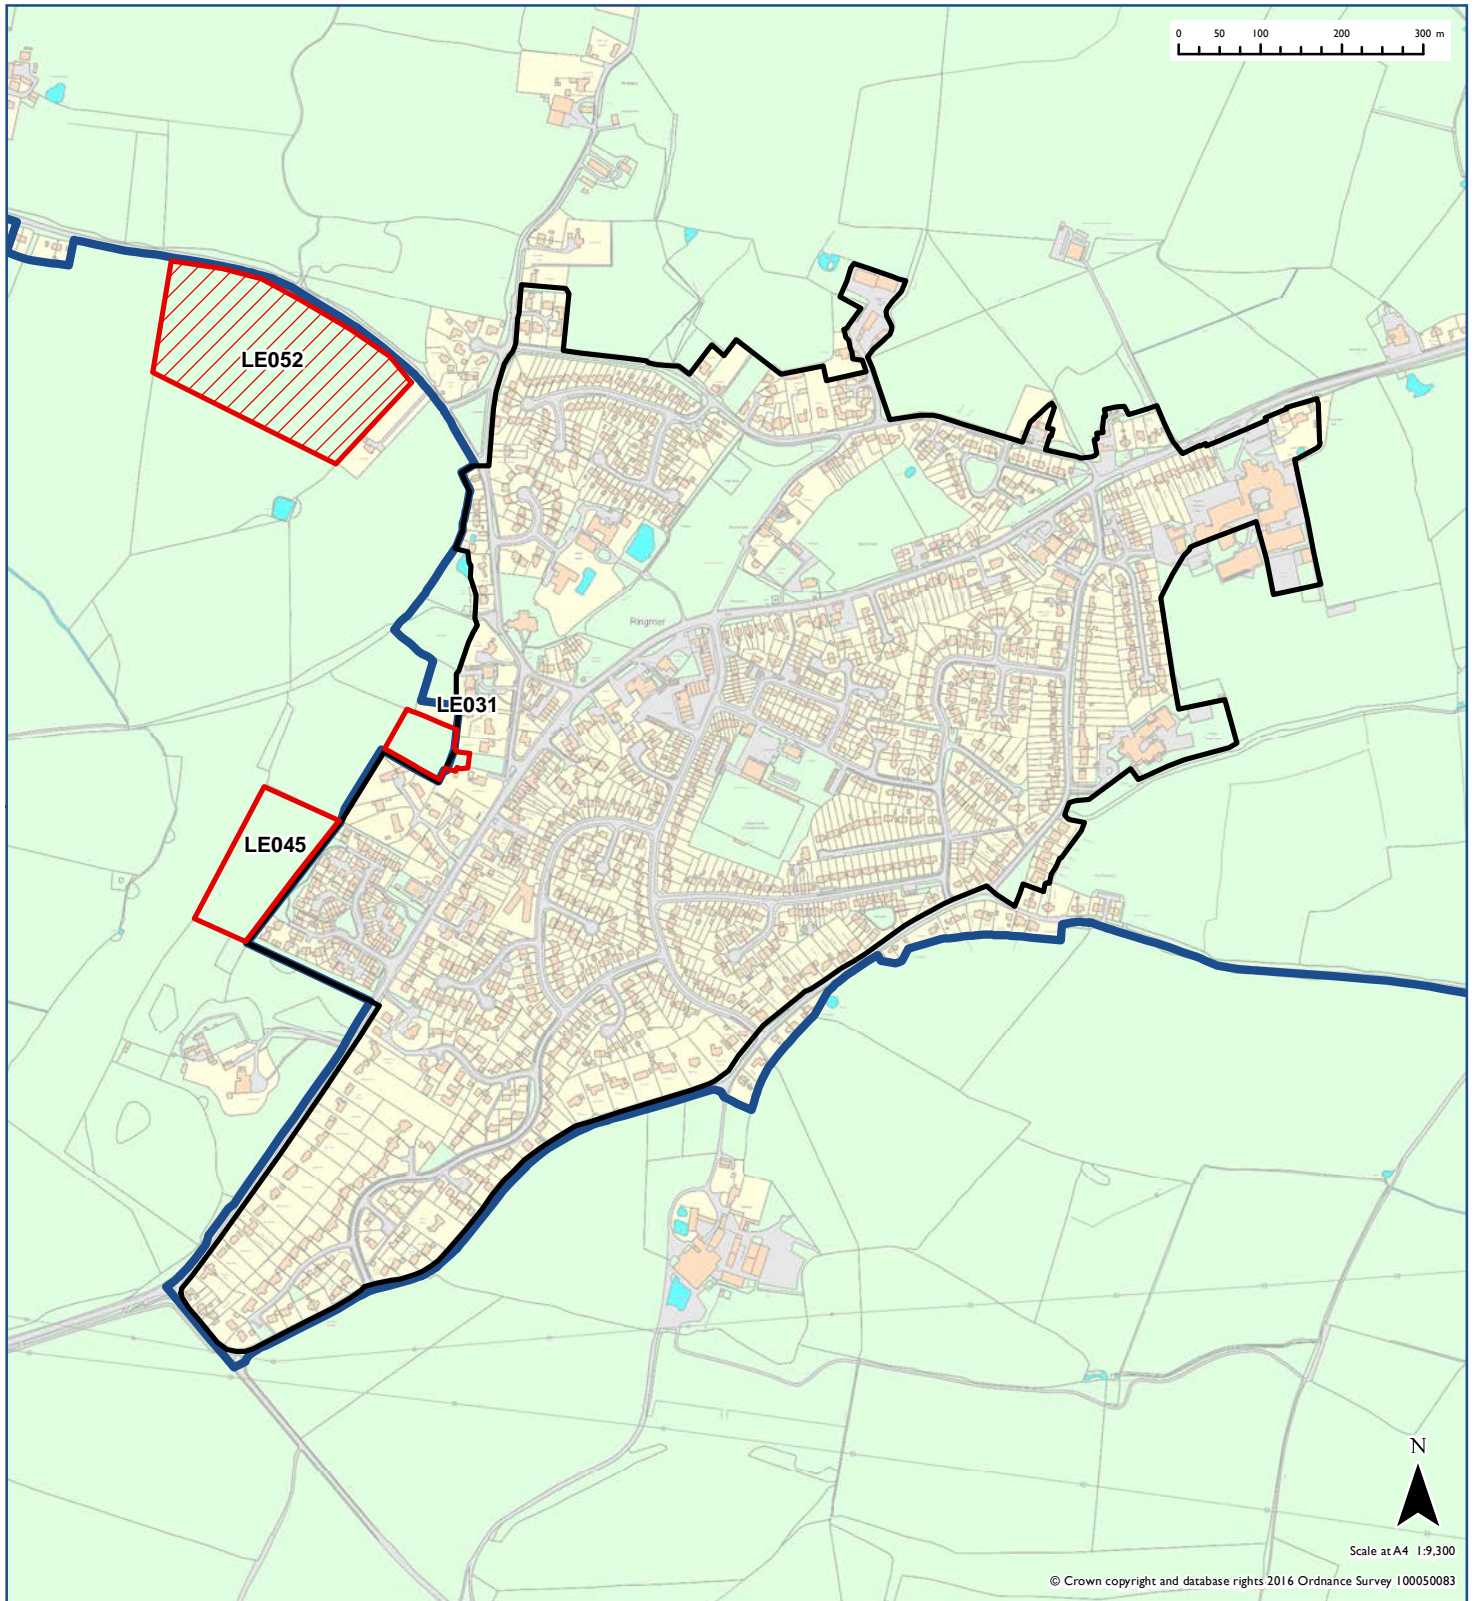 0 50 100 200 300 m
LE052
Ringmer
LE031
LE045
N
Scale at A4 1:9,300
© Crown copyright and database rights 2016 Ordnance Survey 100050083